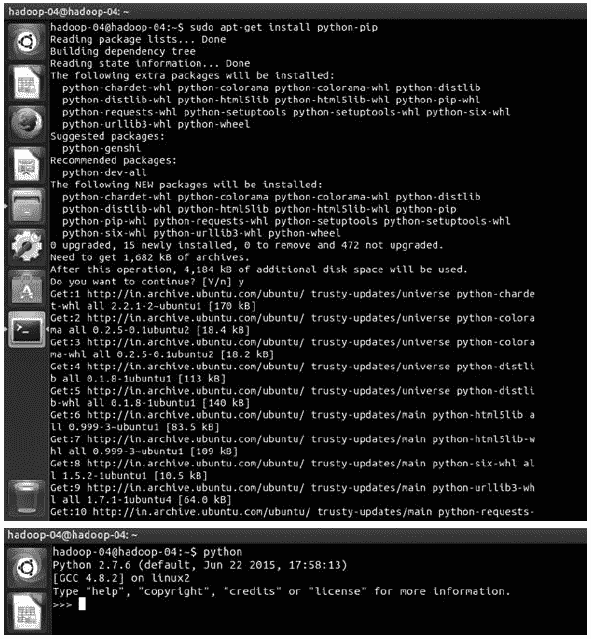 hadoop-04@hadoop-04: ~
hadoop-04@hadoop-04:~$ sudo apt-get install python-pip
Reading package lists... Done
Building dependency tree
Reading state information... Done
The following extra packages will be installed:
python-chardet-whl python-colorama python-colorama-whl python-distlib
python-distlib-whl python-html5lib python-html5lib-whl python-pip-whl
python-requests-whl python-setuptools python-setuptools-whl python-six-whl
python-urllib3-whl python-wheel
Suggested packages:
python-genshi
Recommended packages:
python-dev-all
The following NEW packages will be installed:
python-chardet-whl python-colorama python-colorama-whl python-distlib
python-distlib-whl python-html5lib python-html5lib-whl python-pip
python-pip-whl python-requests-whl python-setuptools python-setuptools-whl
python-six-whl python-urllib3-whl python-wheel
0 upgraded, 15 newly installed, 0 to remove and 472 not upgraded.
Need to get 1,682 kB of archives.
After this operation, 4,184 kB of additional disk space will be used.
Do you want to continue? [Y/n] y
Get:1 http://in.archive.ubuntu.com/ubuntu/ trusty-updates/universe python-charde
t-whl all 2.2.1-2~ubuntu1 [170 kB]
Get:2 http://in.archive.ubuntu.com/ubuntu/ trusty-updates/universe python-colora
ma all 0.2.5-0.1ubuntu2 [18.4 kB]
Get:3 http://in.archive.ubuntu.com/ubuntu/ trusty-updates/universe python-colora
ma-whl all 0.2.5-0.1ubuntu2 [18.2 kB]
Get:4 http://in.archive.ubuntu.com/ubuntu/ trusty-updates/universe python-distli
b all 0.1.8-1ubuntu1 [113 kB]
Get:5 http://in.archive.ubuntu.com/ubuntu/ trusty-updates/universe python-distli
b-whl all 0.1.8-1ubuntu1 [140 kB]
Get:6 http://in.archive.ubuntu.com/ubuntu/ trusty-updates/main python-html5lib a
ll 0.999-3~ubuntu1 [83.5 kB]
Get:7 http://in.archive.ubuntu.com/ubuntu/ trusty-updates/main python-html5lib-w
hl all 0.999-3~ubuntu1 [109 kB]
Get:8 http://in.archive.ubuntu.com/ubuntu/ trusty-updates/main python-six-whl al
l 1.5.2-1ubuntu1 [10.5 kB]
Get:9 http://in.archive.ubuntu.com/ubuntu/ trusty-updates/main python-urllib3-wh
l all 1.7.1-1ubuntu4 [64.0 kB]
Get:10 http://in.archive.ubuntu.com/ubuntu/ trusty-updates/main python-requests-
hadoop-04@hadoop-04: ~
hadoop-04@hadoop-04:~$ python
Python 2.7.6 (default, Jun 22 2015, 17:58:13)
[GCC 4.8.2] on linux2
Type "help", "copyright", "credits" or "license" for more information.
>>>